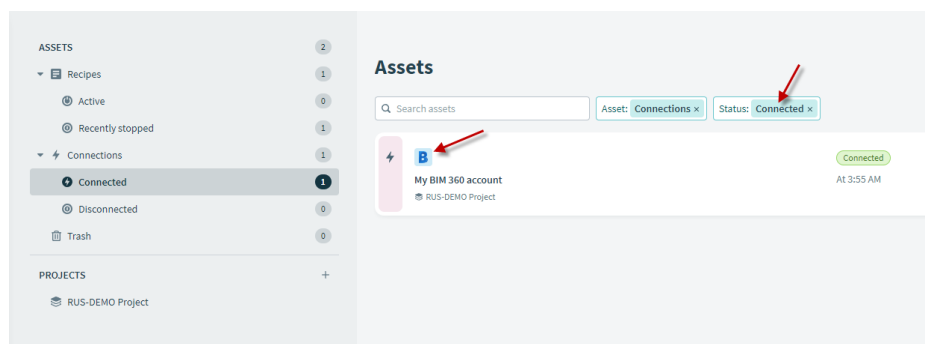 ASSETS 2
Recipes 1
Active 0
Recently stopped 1
Connections 1
Connected 1
Disconnected 0
Trash 0
PROJECTS +
RUS-DEMO Project
Assets
Search assets Asset: Connections × Status: Connected ×
B Connected
My BIM 360 account At 3:55 AM
RUS-DEMO Project